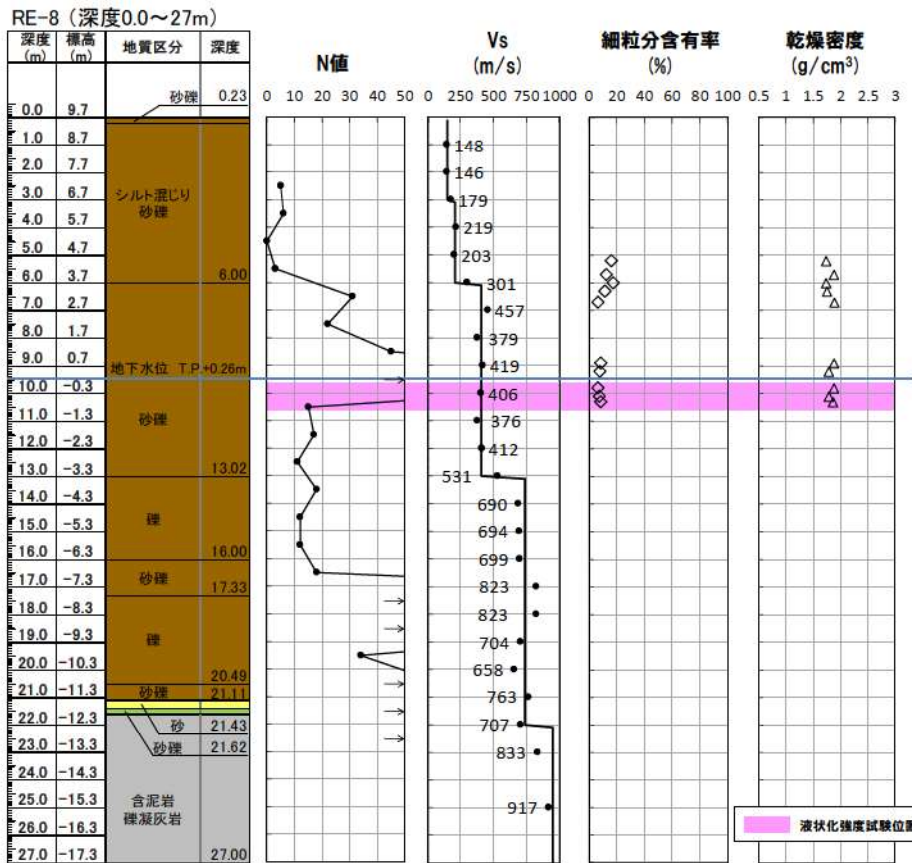 RE-8 (深度0.0～27m)
深度(m) 標高(m) 地質区分 深度
N値
Vs (m/s)
細粒分含有率 (%)
乾燥密度 (g/cm³)
0 10 20 30 40 50
0 250 500 750 1000
0 20 40 60 80 100
0.5 1 1.5 2 2.5 3
砂礫 0.23
0.0 9.7
1.0 8.7
2.0 7.7
3.0 6.7
4.0 5.7
5.0 4.7
6.0 3.7
7.0 2.7
8.0 1.7
9.0 0.7
10.0 -0.3
11.0 -1.3
12.0 -2.3
13.0 -3.3
14.0 -4.3
15.0 -5.3
16.0 -6.3
17.0 -7.3
18.0 -8.3
19.0 -9.3
20.0 -10.3
21.0 -11.3
22.0 -12.3
23.0 -13.3
24.0 -14.3
25.0 -15.3
26.0 -16.3
27.0 -17.3
シルト混じり
砂礫
6.00
地下水位 T.P.+0.26m
砂礫
13.02
礫
16.00
砂礫
17.33
礫
20.49
砂礫 21.11
砂 21.43
砂礫 21.62
含泥岩
礫凝灰岩
27.00
148
146
179
219
203
301
457
379
419
406
376
412
531
690
694
699
823
823
704
658
763
707
833
917
液状化強度試験位置